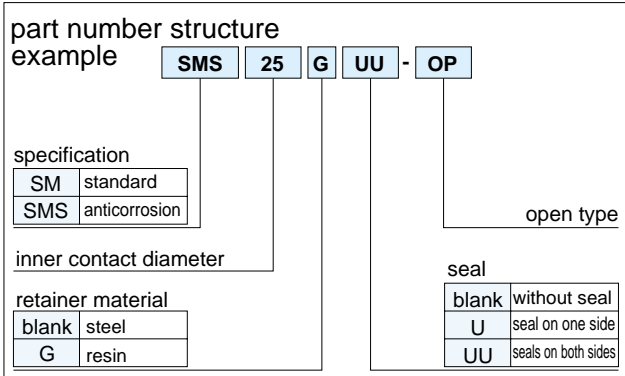 part number structure
example
SMS 25 G UU - OP
specification
SM standard
SMS anticorrosion
open type
inner contact diameter
retainer material
blank steel
G resin
seal
blank without seal
U seal on one side
UU seals on both sides